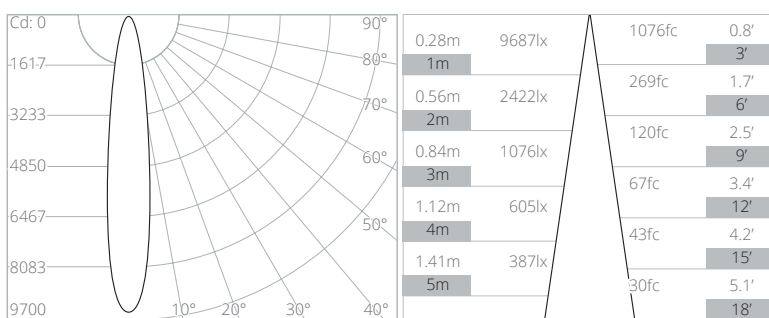 Cd: 0
1617
3233
4850
6467
8083
9700
90°
80°
70°
60°
50°
10° 20° 30° 40°
0.28m 9687lx
1m
0.56m 2422lx
2m
0.84m 1076lx
3m
1.12m 605lx
4m
1.41m 387lx
5m
1076fc 0.8'
3'
269fc 1.7'
6'
120fc 2.5'
9'
67fc 3.4'
12'
43fc 4.2'
15'
30fc 5.1'
18'